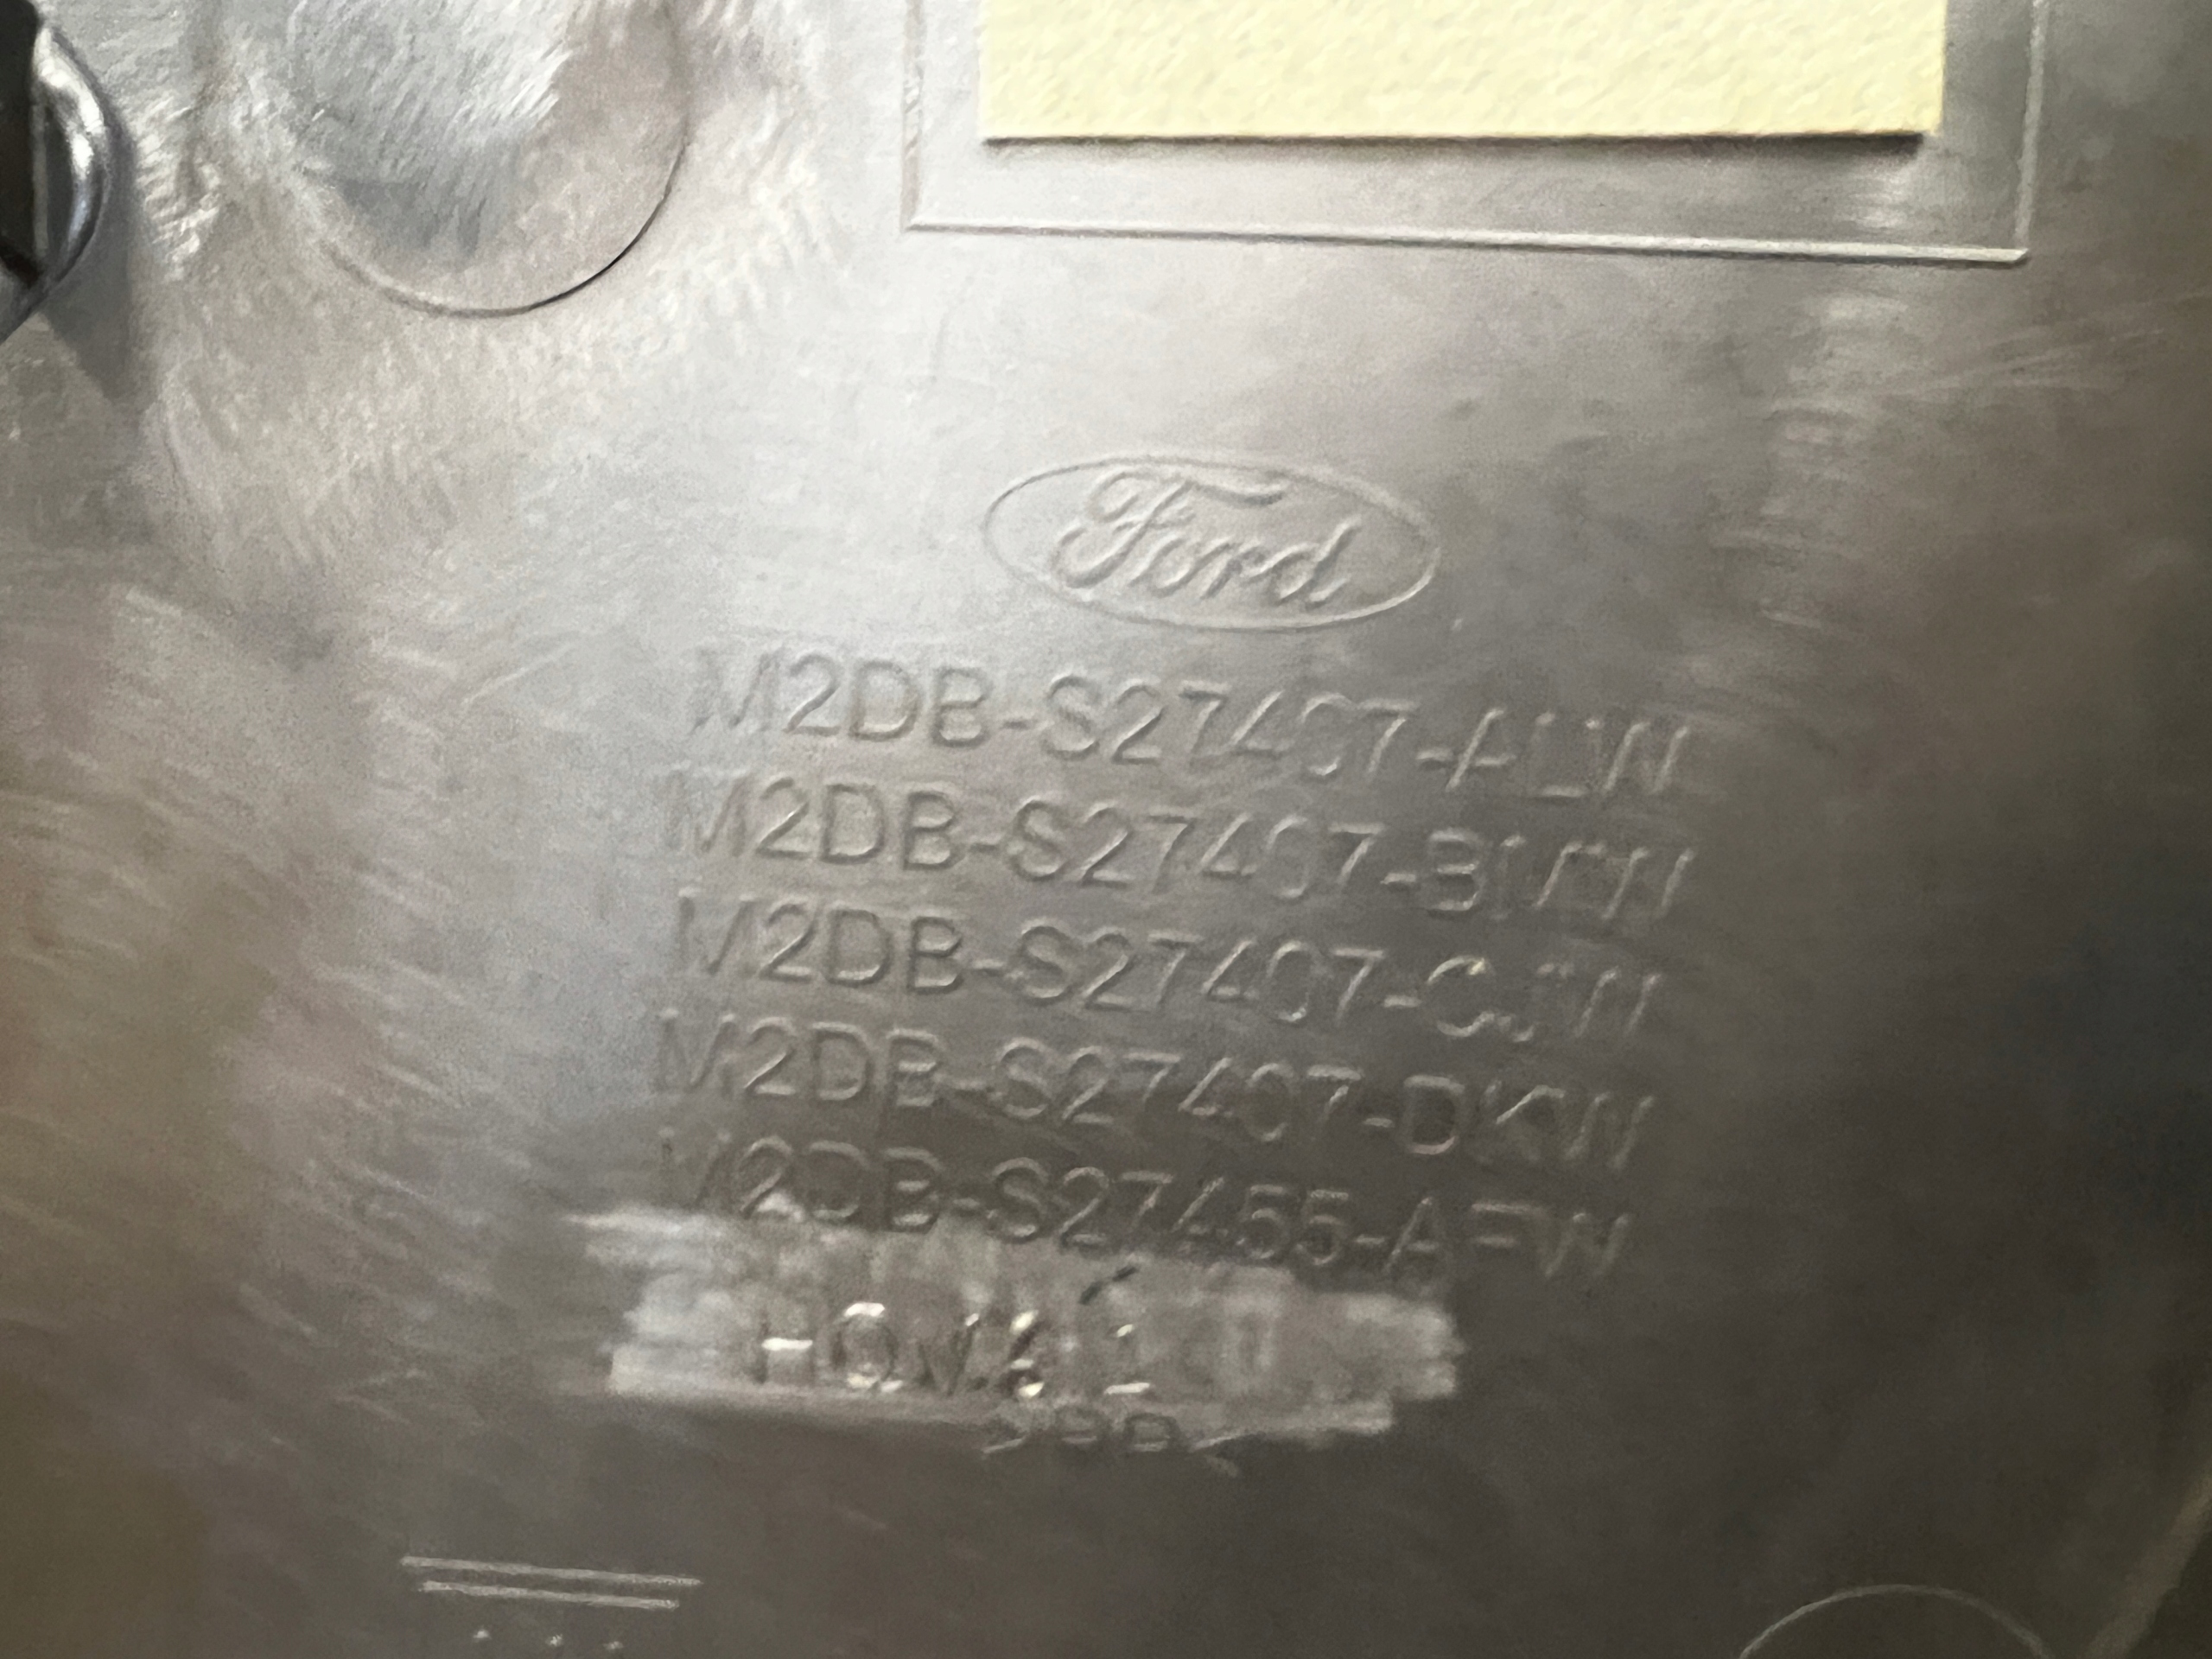 Ford
M2DB-S27407-ALW
M2DB-S27407-BMW
M2DB-S27407-CJW
M2DB-S27407-DKW
M2DB-S27455-AFW